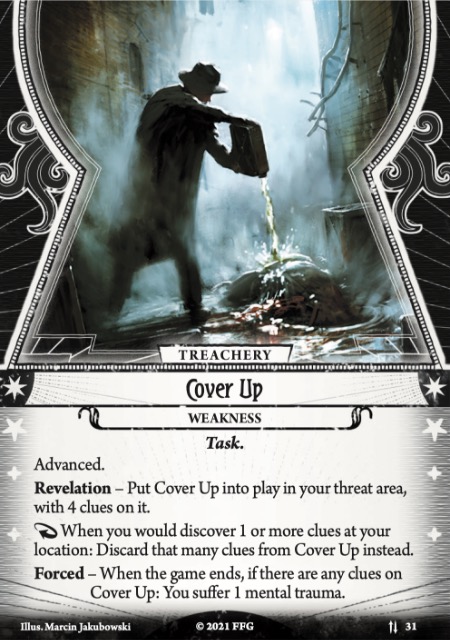 TREACHERY
Cover Up
WEAKNESS
Task.
Advanced.
Revelation – Put Cover Up into play in your threat area,
with 4 clues on it.
When you would discover 1 or more clues at your
location: Discard that many clues from Cover Up instead.
Forced – When the game ends, if there are any clues on
Cover Up: You suffer 1 mental trauma.
Illus. Marcin Jakubowski © 2021 FFG 31